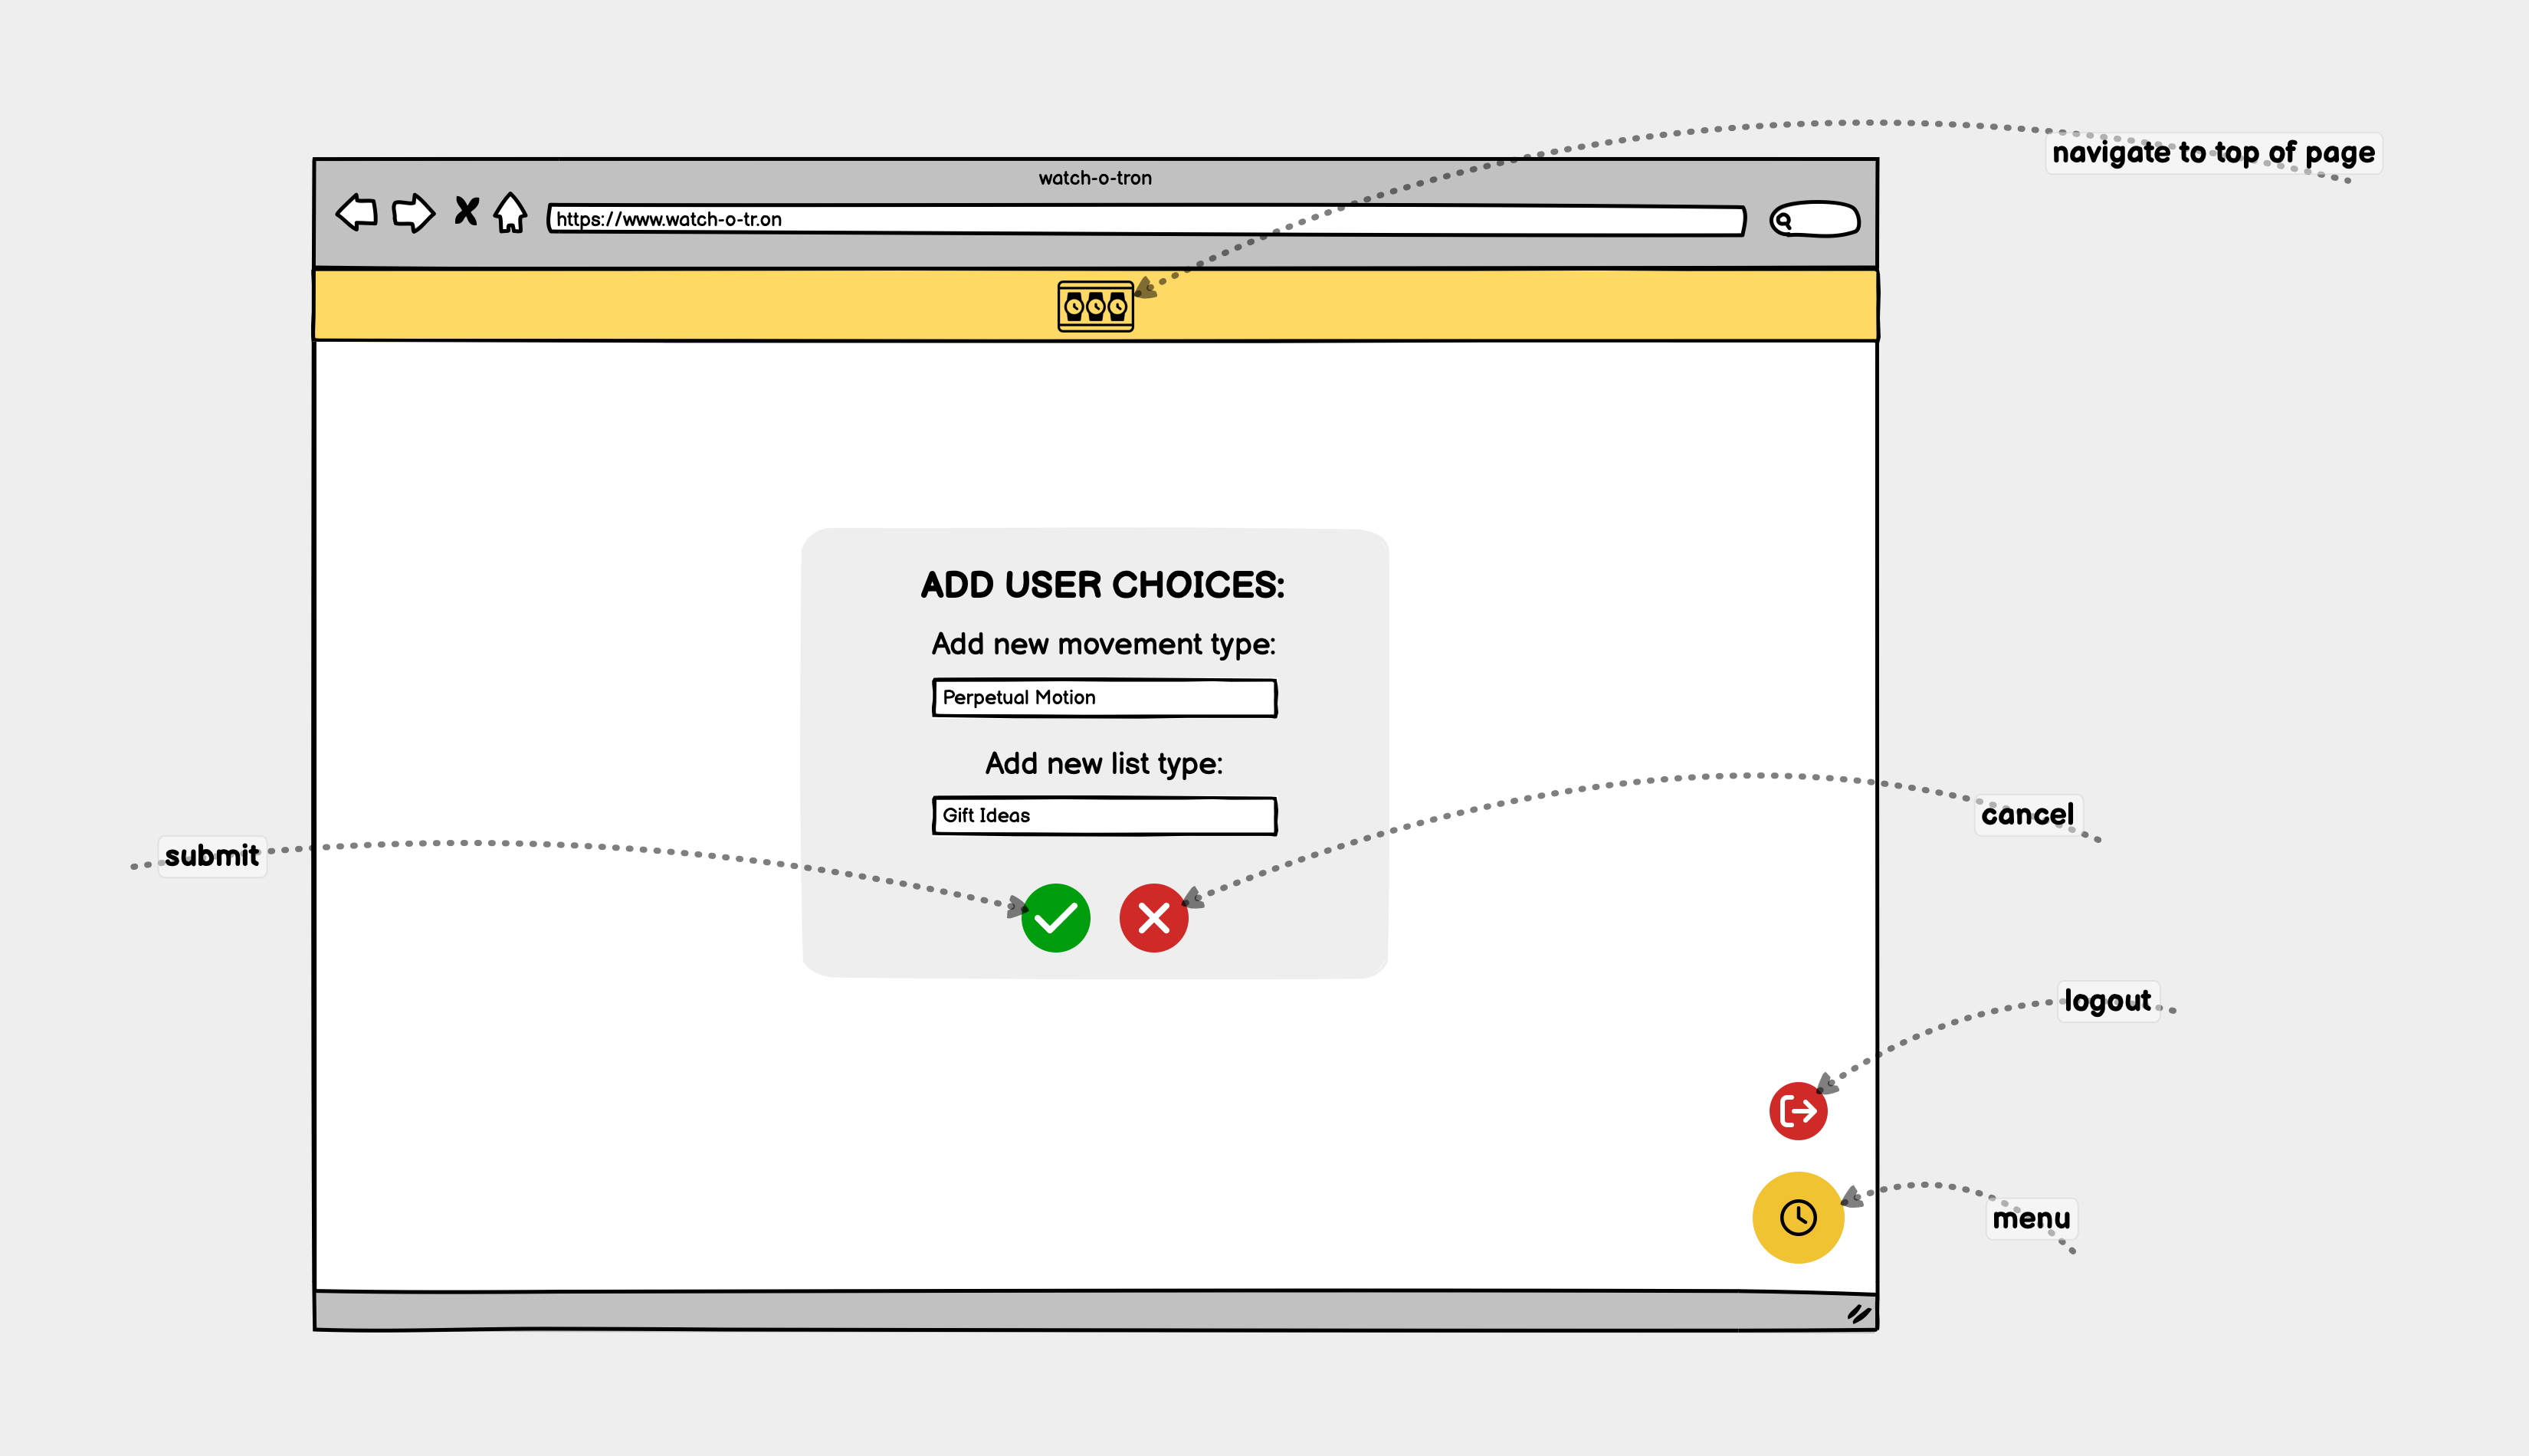 navigate to top of page
watch-o-tron
https://www.watch-o-tr.on
ADD USER CHOICES:
Add new movement type:
Perpetual Motion
Add new list type:
Gift Ideas
cancel
submit
logout
menu